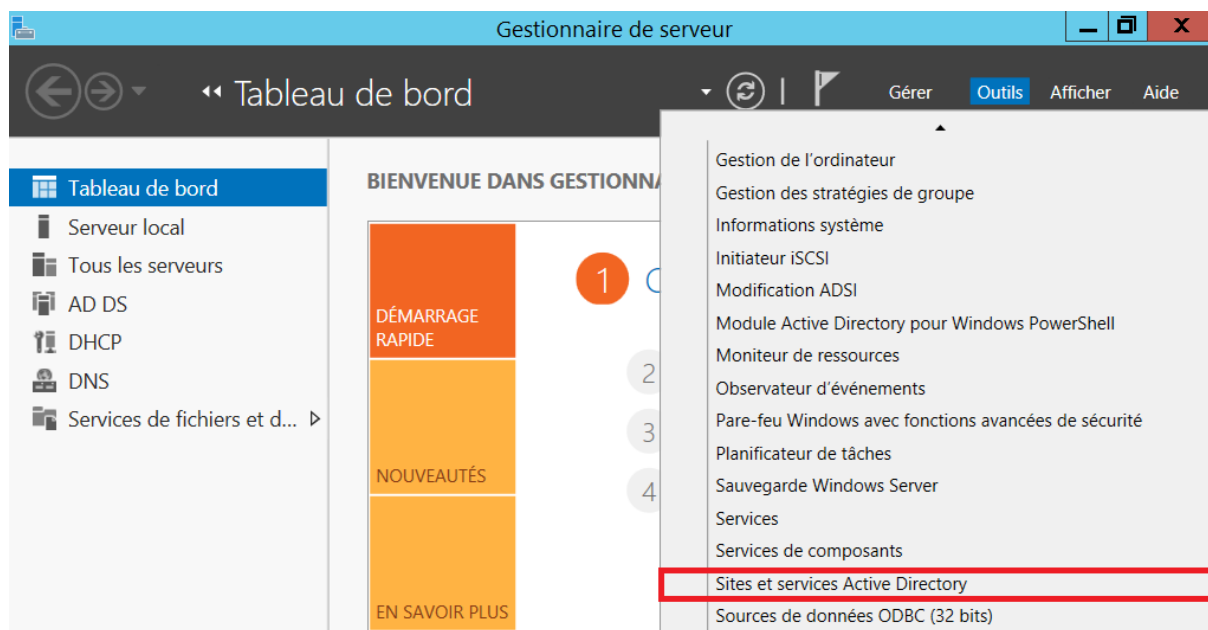 Gestionnaire de serveur
Tableau de bord
Gérer Outils Afficher Aide
Tableau de bord
Serveur local
Tous les serveurs
AD DS
DHCP
DNS
Services de fichiers et d...
BIENVENUE DANS GESTIONNA
DÉMARRAGE
RAPIDE
NOUVEAUTÉS
EN SAVOIR PLUS
1 C
2
3
4
Gestion de l’ordinateur
Gestion des stratégies de groupe
Informations système
Initiateur iSCSI
Modification ADSI
Module Active Directory pour Windows PowerShell
Moniteur de ressources
Observateur d’événements
Pare-feu Windows avec fonctions avancées de sécurité
Planificateur de tâches
Sauvegarde Windows Server
Services
Services de composants
Sites et services Active Directory
Sources de données ODBC (32 bits)